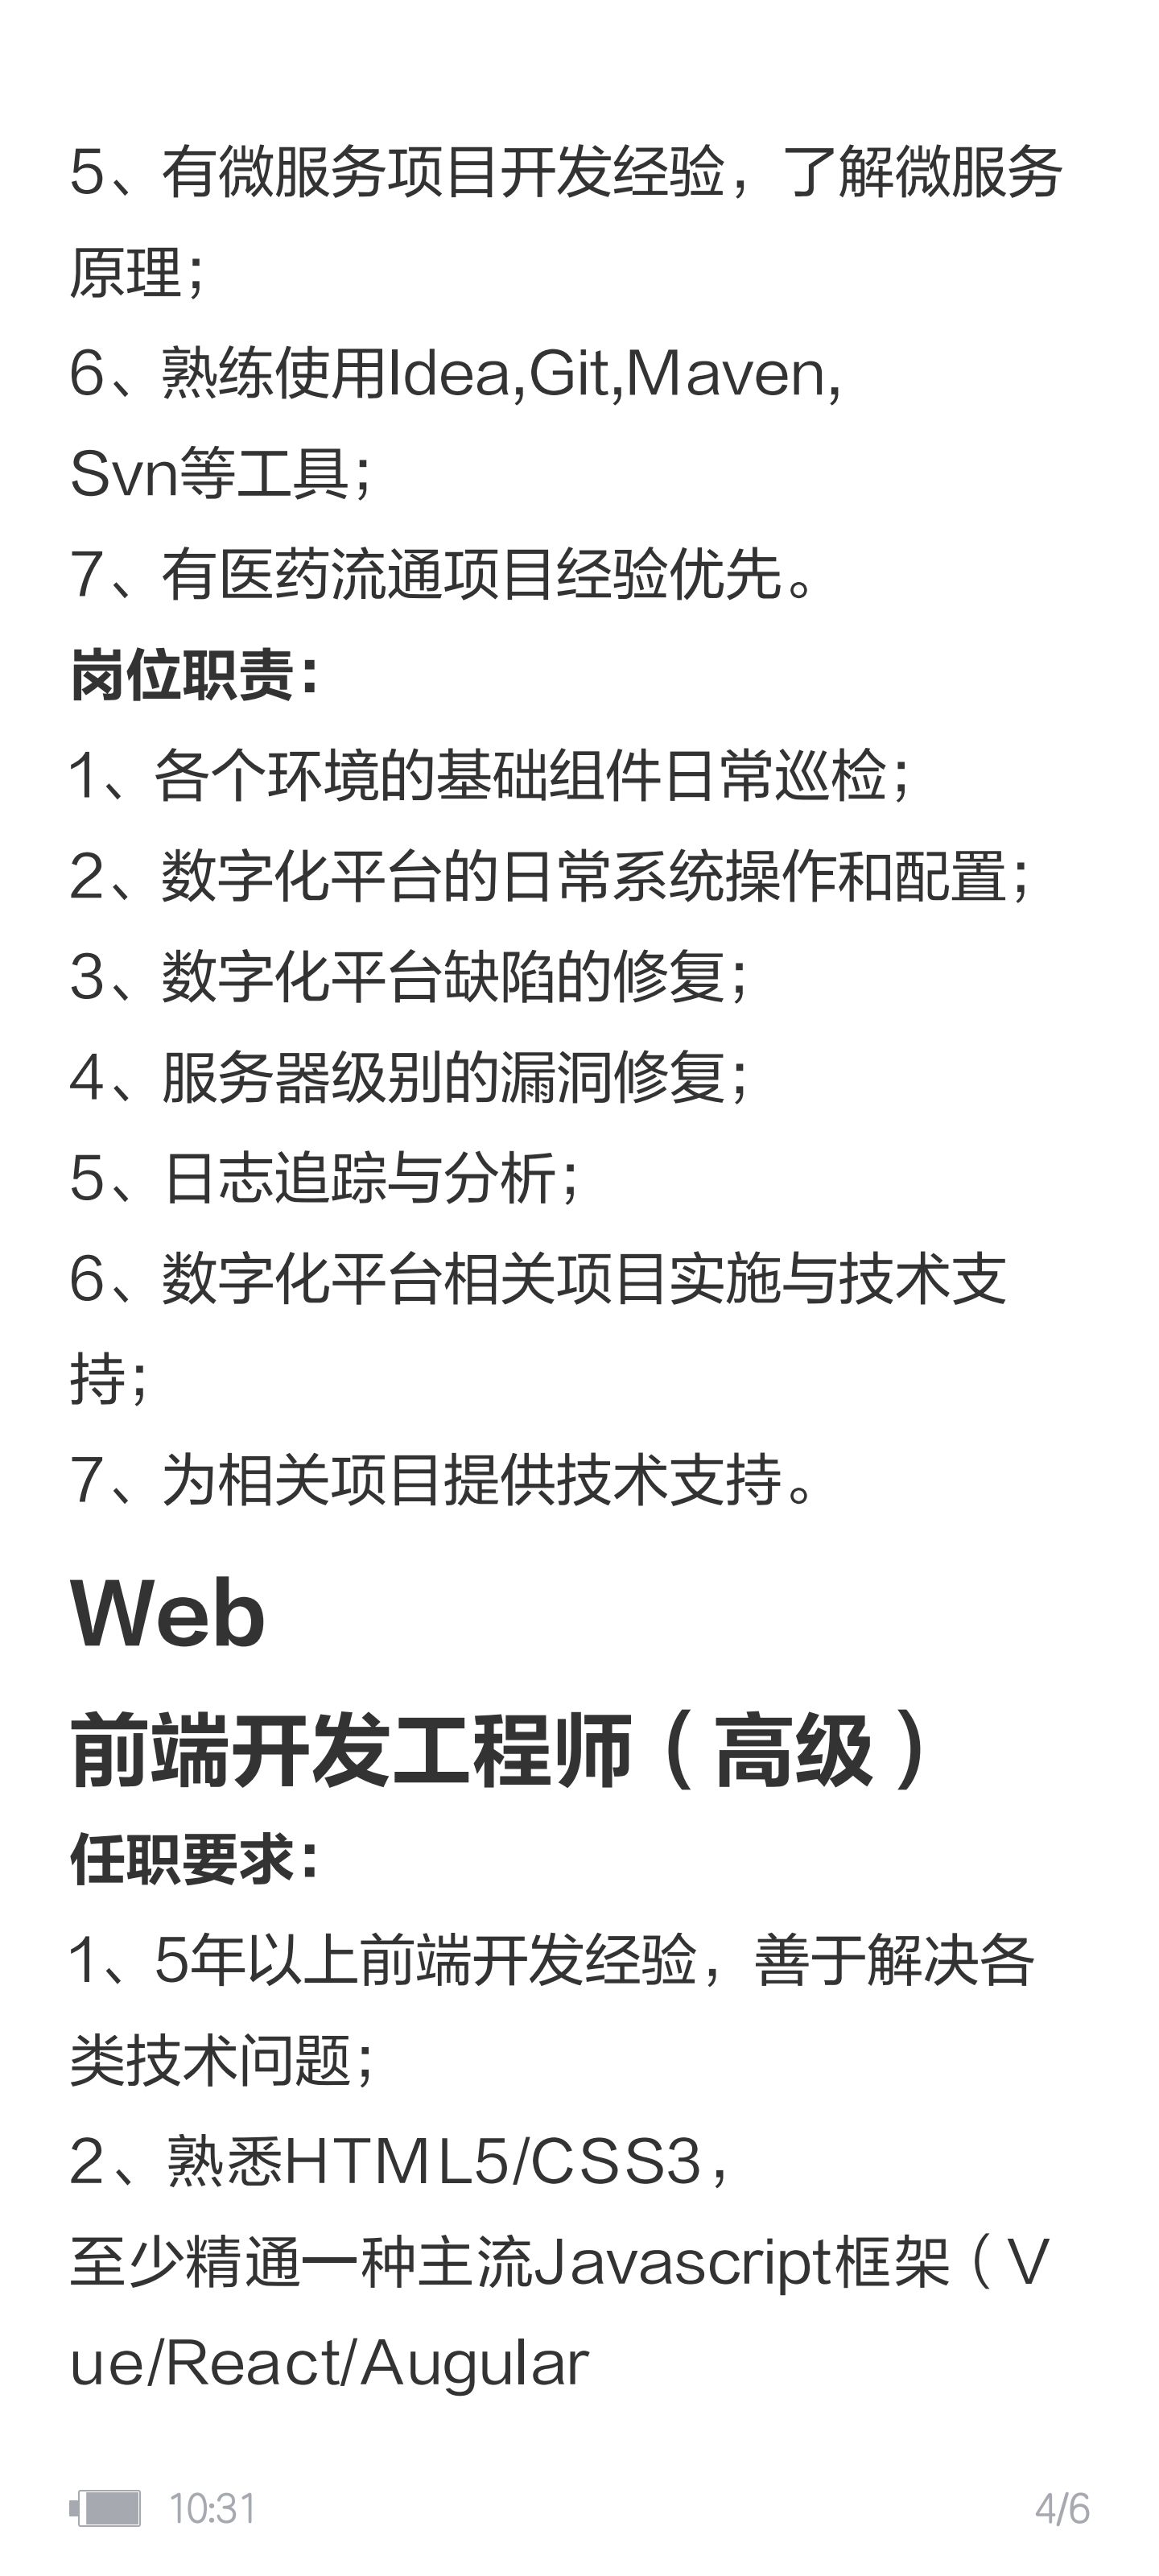 5、有微服务项目开发经验，了解微服务
原理；
6、熟练使用Idea,Git,Maven,
Svn等工具；
7、有医药流通项目经验优先。
岗位职责：
1、各个环境的基础组件日常巡检；
2、数字化平台的日常系统操作和配置；
3、数字化平台缺陷的修复；
4、服务器级别的漏洞修复；
5、日志追踪与分析；
6、数字化平台相关项目实施与技术支
持；
7、为相关项目提供技术支持。
Web
前端开发工程师（高级）
任职要求：
1、5年以上前端开发经验，善于解决各
类技术问题；
2、熟悉HTML5/CSS3，
至少精通一种主流Javascript框架（V
ue/React/Augular
10:31
4/6